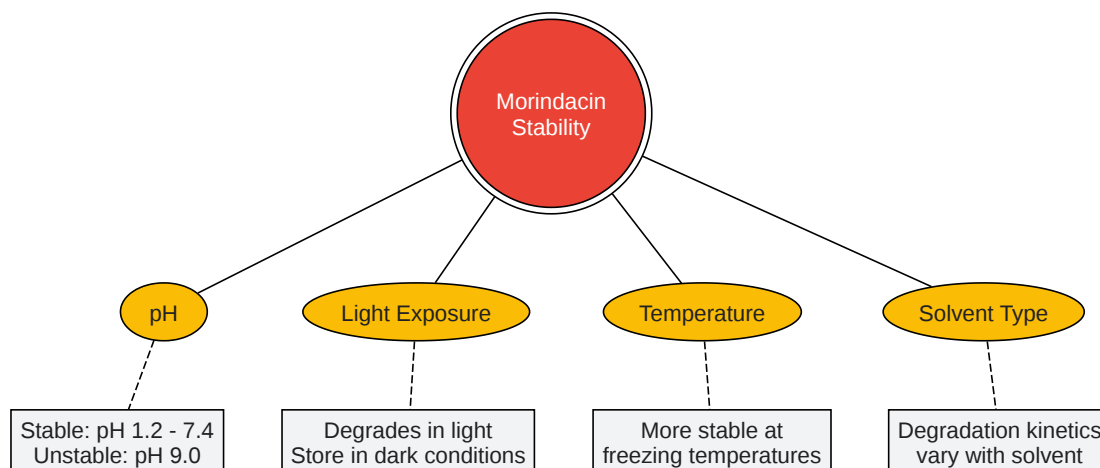 Morindacin
Stability
pH
Light Exposure
Temperature
Solvent Type
Stable: pH 1.2 - 7.4
Unstable: pH 9.0
Degrades in light
Store in dark conditions
More stable at
freezing temperatures
Degradation kinetics
vary with solvent